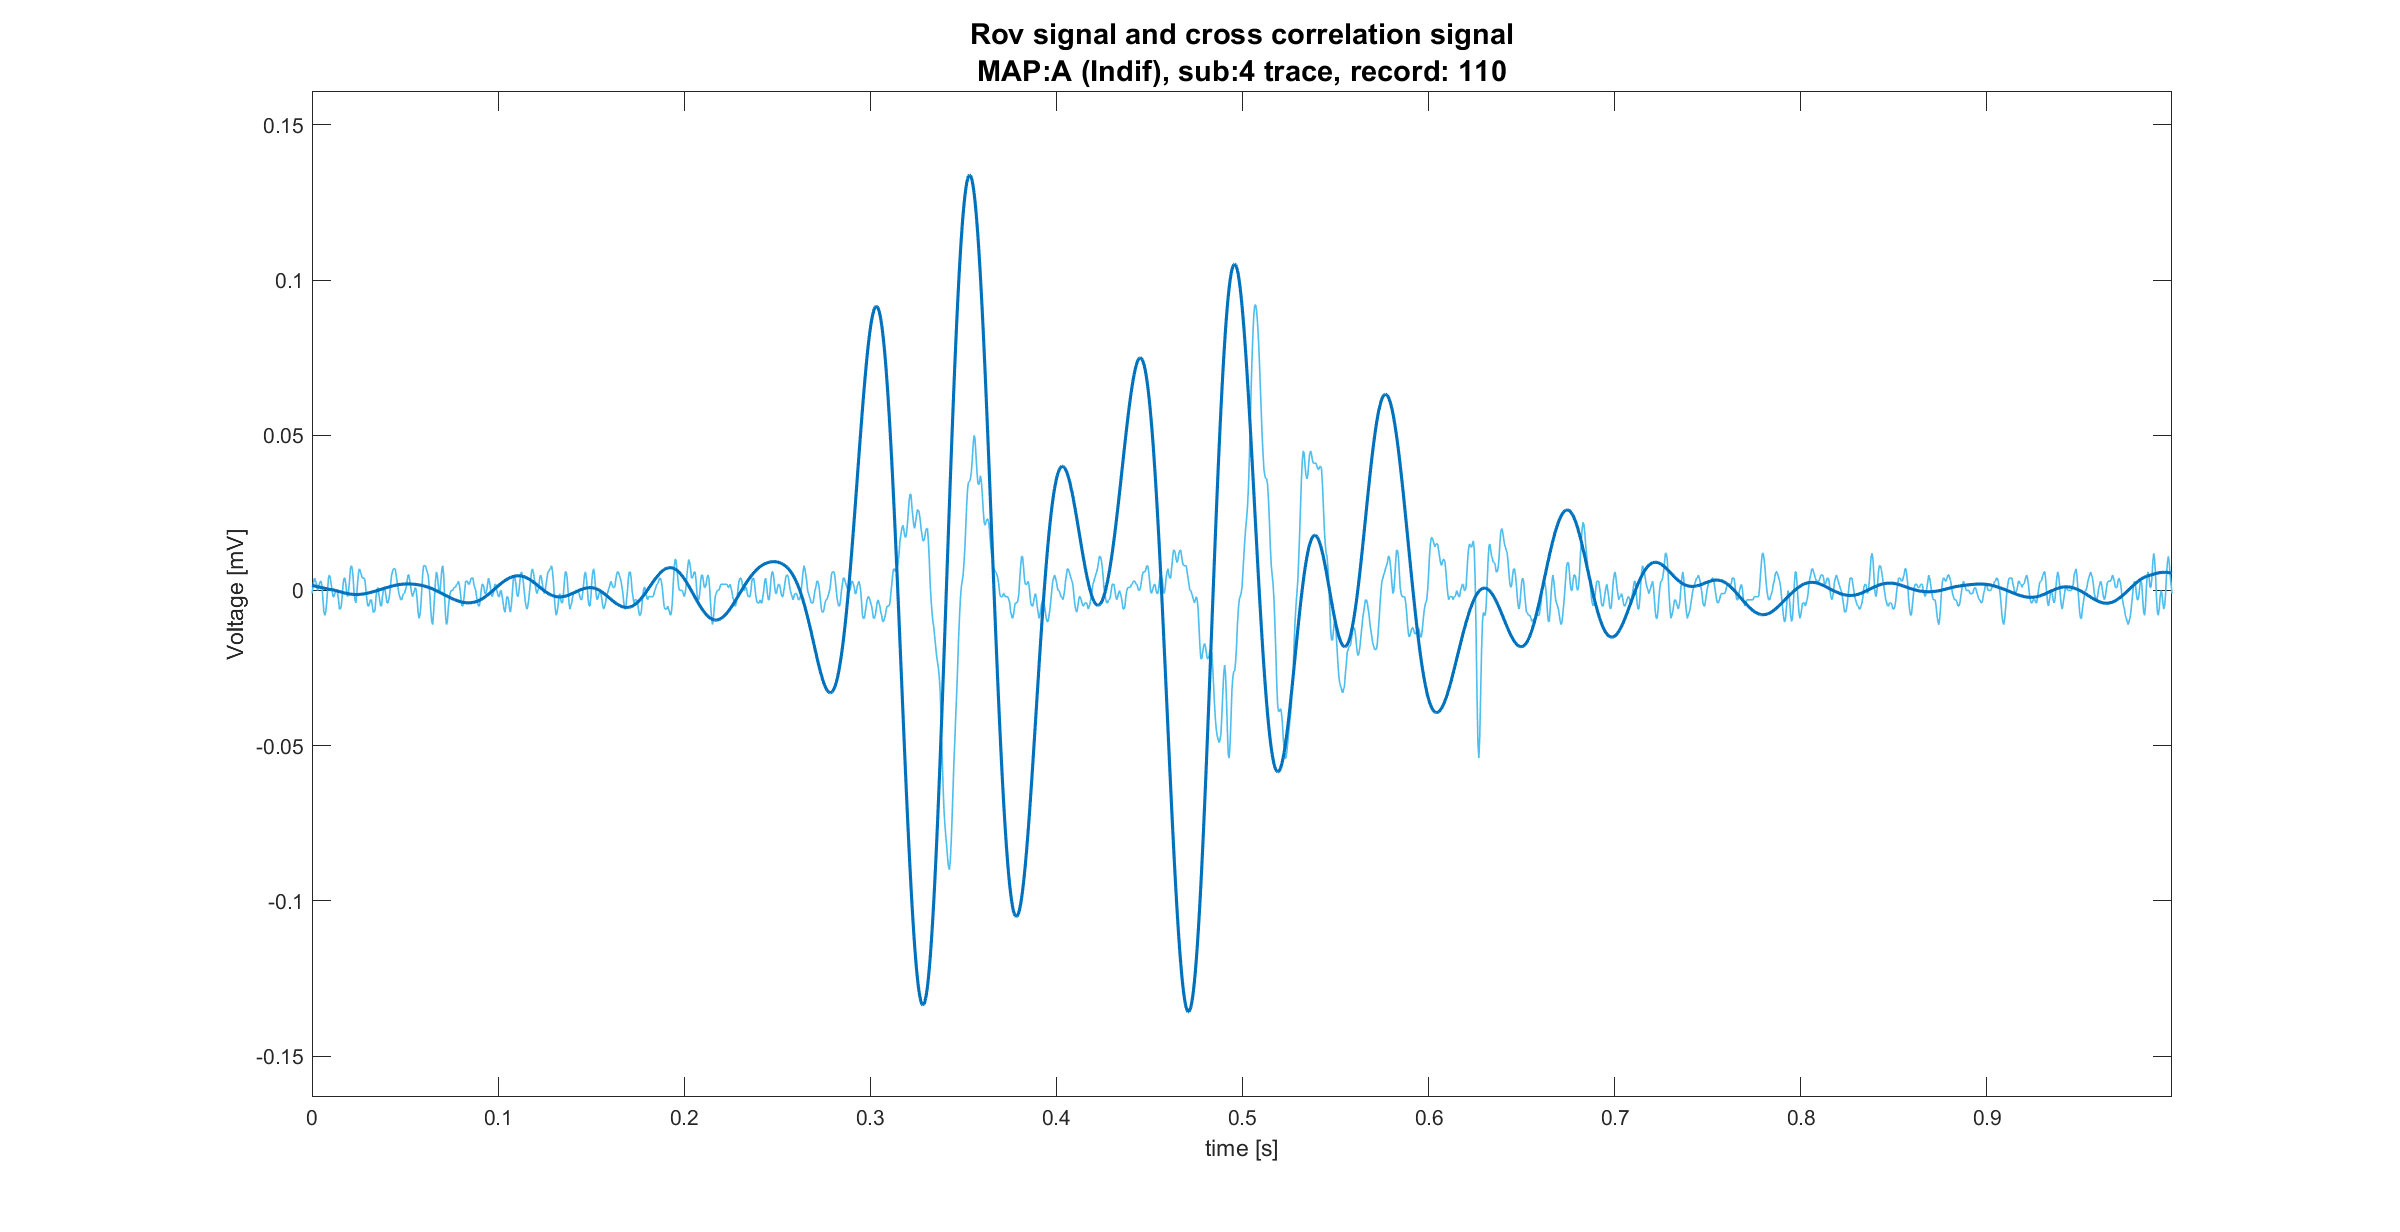 Rov signal and cross correlation signal
MAP:A (Indif), sub:4 trace, record: 110
0.15
0.1
0.05
0
-0.05
-0.1
-0.15
Voltage [mV]
0 0.1 0.2 0.3 0.4 0.5 0.6 0.7 0.8 0.9
time [s]